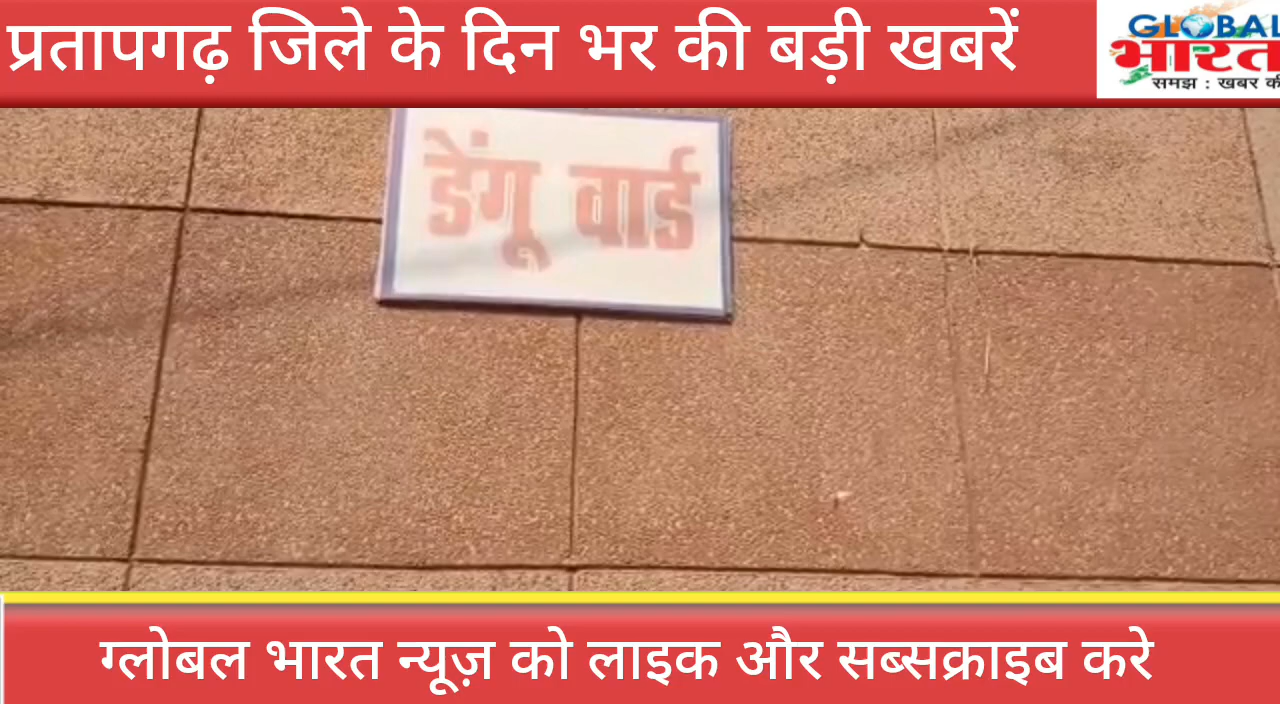 प्रतापगढ़ जिले के दिन भर की बड़ी खबरें
GLOBAL
भारत
समझ : खबर की
डेंगू वार्ड
ग्लोबल भारत न्यूज़ को लाइक और सब्सक्राइब करे